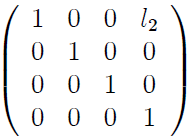 1 0 0 l₂
0 1 0 0
0 0 1 0
0 0 0 1